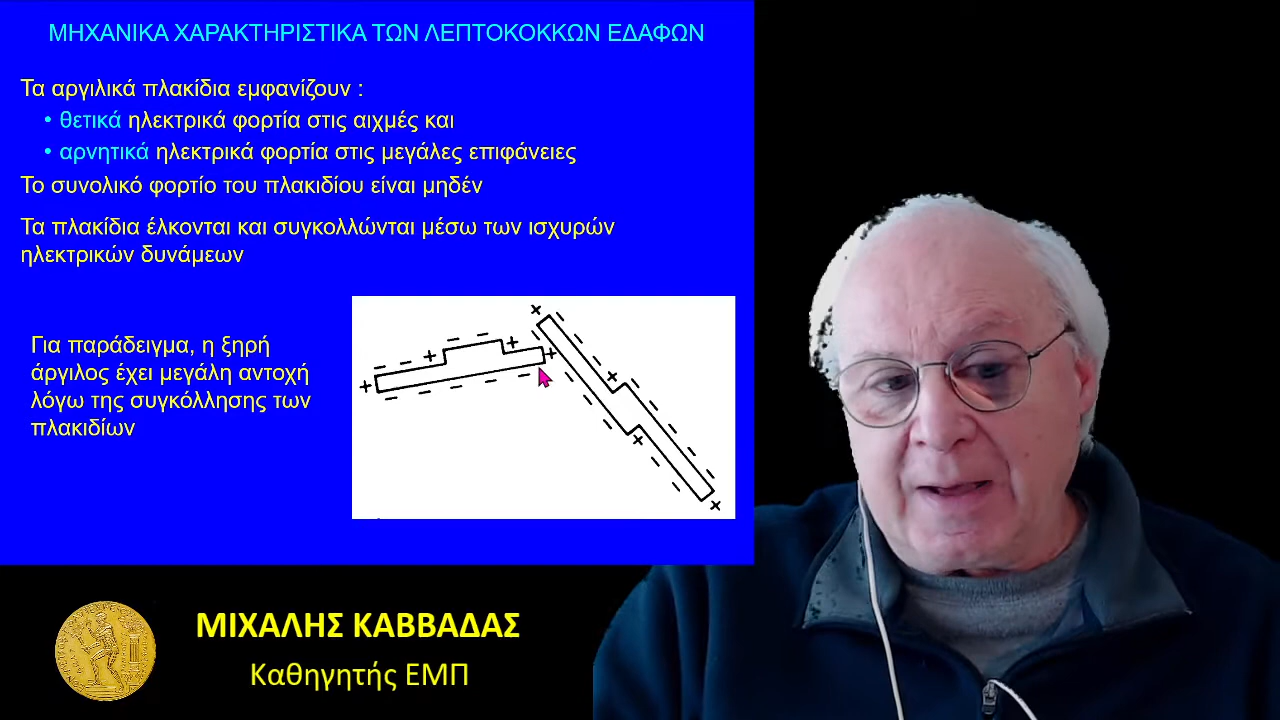 ΜΗΧΑΝΙΚΑ ΧΑΡΑΚΤΗΡΙΣΤΙΚΑ ΤΩΝ ΛΕΠΤΟΚΟΚΚΩΝ ΕΔΑΦΩΝ
Τα αργιλικά πλακίδια εμφανίζουν :
• θετικά ηλεκτρικά φορτία στις αιχμές και
• αρνητικά ηλεκτρικά φορτία στις μεγάλες επιφάνειες
Το συνολικό φορτίο του πλακιδίου είναι μηδέν
Τα πλακίδια έλκονται και συγκολλώνται μέσω των ισχυρών
ηλεκτρικών δυνάμεων
Για παράδειγμα, η ξηρή
άργιλος έχει μεγάλη αντοχή
λόγω της συγκόλλησης των
πλακιδίων
ΜΙΧΑΛΗΣ ΚΑΒΒΑΔΑΣ
Καθηγητής ΕΜΠ